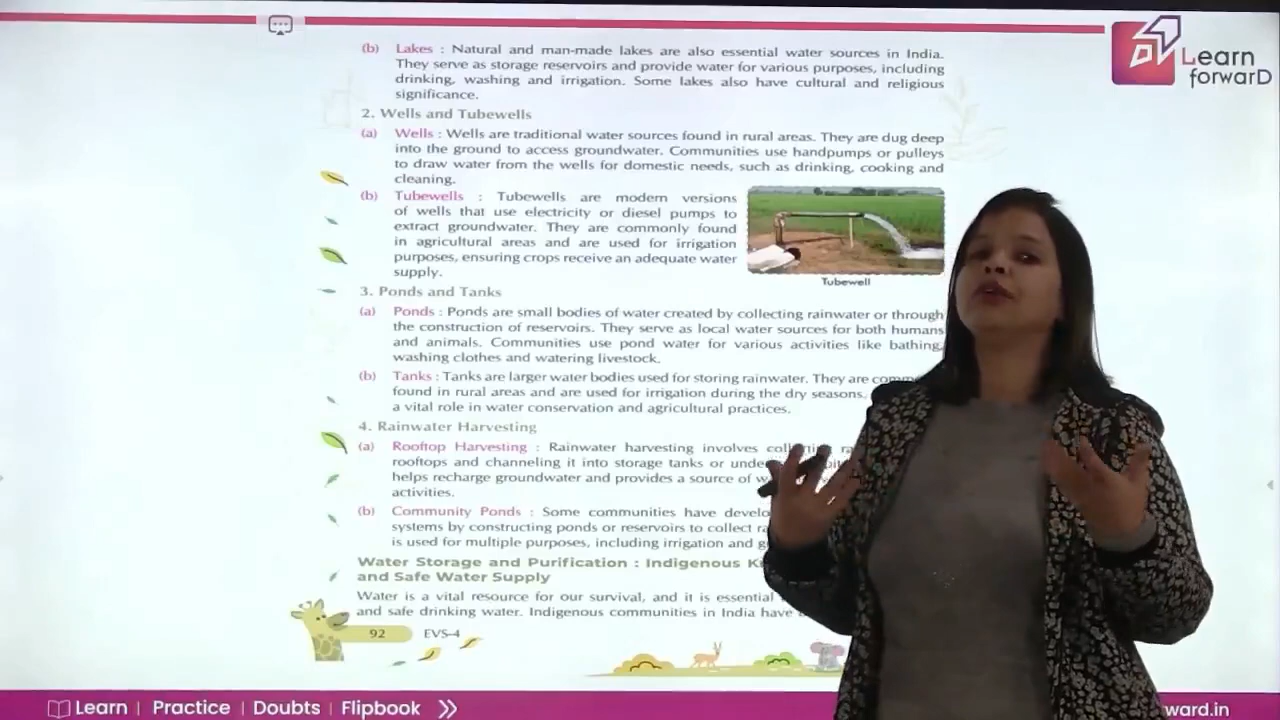 (b) Lakes : Natural and man-made lakes are also essential water sources in India.
They serve as storage reservoirs and provide water for various purposes, including
drinking, washing and irrigation. Some lakes also have cultural and religious
significance.
2. Wells and Tubewells
(a) Wells : Wells are traditional water sources found in rural areas. They are dug deep
into the ground to access groundwater. Communities use handpumps or pulleys
to draw water from the wells for domestic needs, such as drinking, cooking and
cleaning.
(b) Tubewells : Tubewells are modern versions
of wells that use electricity or diesel pumps to
extract groundwater. They are commonly found
in agricultural areas and are used for irrigation
purposes, ensuring crops receive an adequate water
supply.
Tubewell
3. Ponds and Tanks
(a) Ponds : Ponds are small bodies of water created by collecting rainwater or through
the construction of reservoirs. They serve as local water sources for both humans
and animals. Communities use pond water for various activities like bathing,
washing clothes and watering livestock.
(b) Tanks : Tanks are larger water bodies used for storing rainwater. They are
found in rural areas and are used for irrigation during the dry seasons.
a vital role in water conservation and agricultural practices.
4. Rainwater Harvesting
(a) Rooftop Harvesting : Rainwater harvesting involves
rooftops and channeling it into storage tanks or
helps recharge groundwater and provides a source of
activities.
(b) Community Ponds : Some communities have
systems by constructing ponds or reservoirs to collect
is used for multiple purposes, including irrigation and
Water Storage and Purification : Indigenous
and Safe Water Supply
Water is a vital resource for our survival, and it is essential
and safe drinking water. Indigenous communities in India have
92 EVS-4
Learn
forwarD
Learn | Practice | Doubts | Flipbook
ward.in